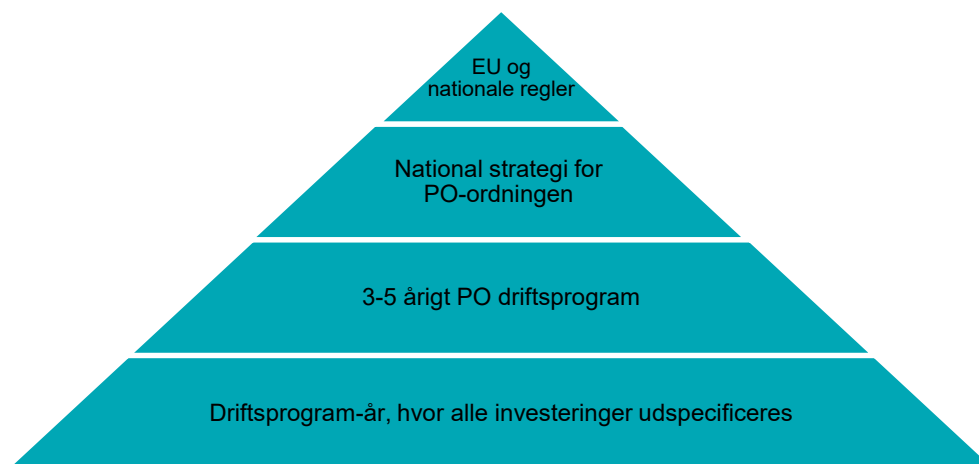 EU og
nationale regler
National strategi for
PO-ordningen
3-5 årigt PO driftsprogram
Driftsprogram-år, hvor alle investeringer udspecificeres